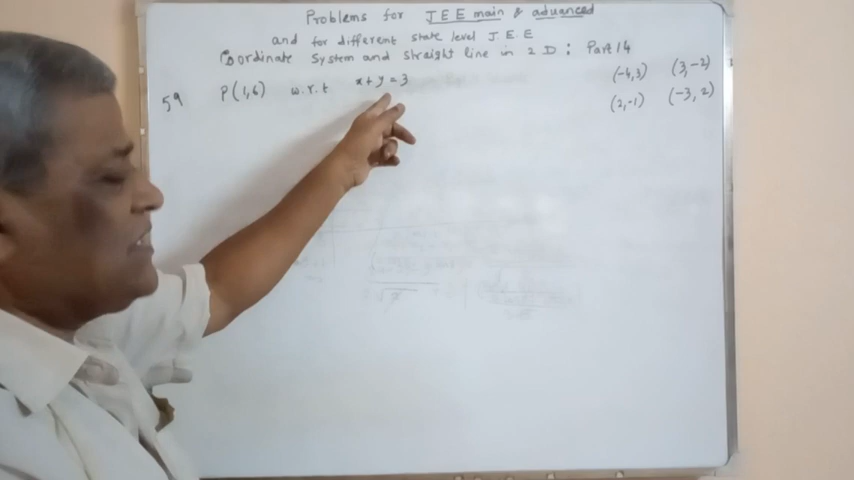 Problems for JEE main & advanced
and for different state level J.E.E
Coordinate System and straight line in 2D: Part 14
59 P(1,6) w.r.t x+y=3
(-4,3) (3,-2)
(2,-1) (-3,2)